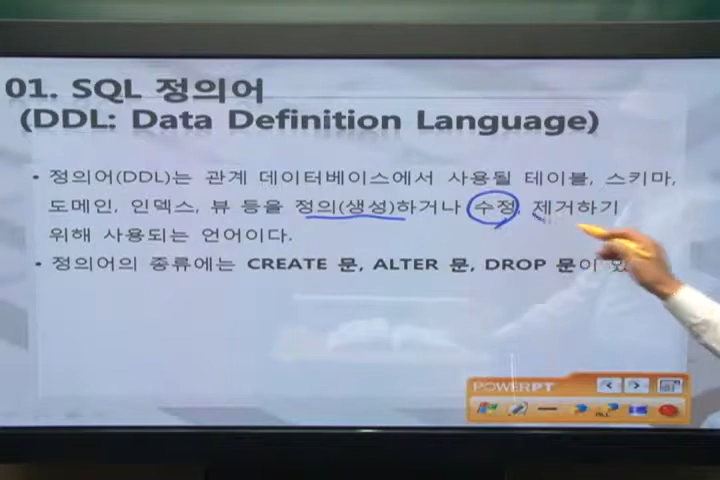 01. SQL 정의어
(DDL: Data Definition Language)
• 정의어(DDL)는 관계 데이터베이스에서 사용될 테이블, 스키마,
도메인, 인덱스, 뷰 등을 정의(생성)하거나 수정, 제거하기
위해 사용되는 언어이다.
• 정의어의 종류에는 CREATE 문, ALTER 문, DROP 문이
POWERPT
ALL